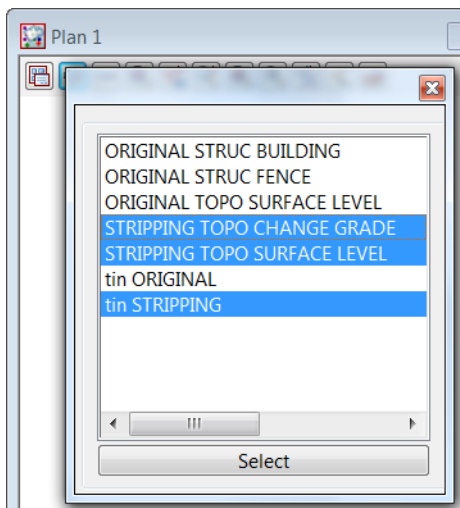 Plan 1
ORIGINAL STRUC BUILDING
ORIGINAL STRUC FENCE
ORIGINAL TOPO SURFACE LEVEL
STRIPPING TOPO CHANGE GRADE
STRIPPING TOPO SURFACE LEVEL
tin ORIGINAL
tin STRIPPING
Select